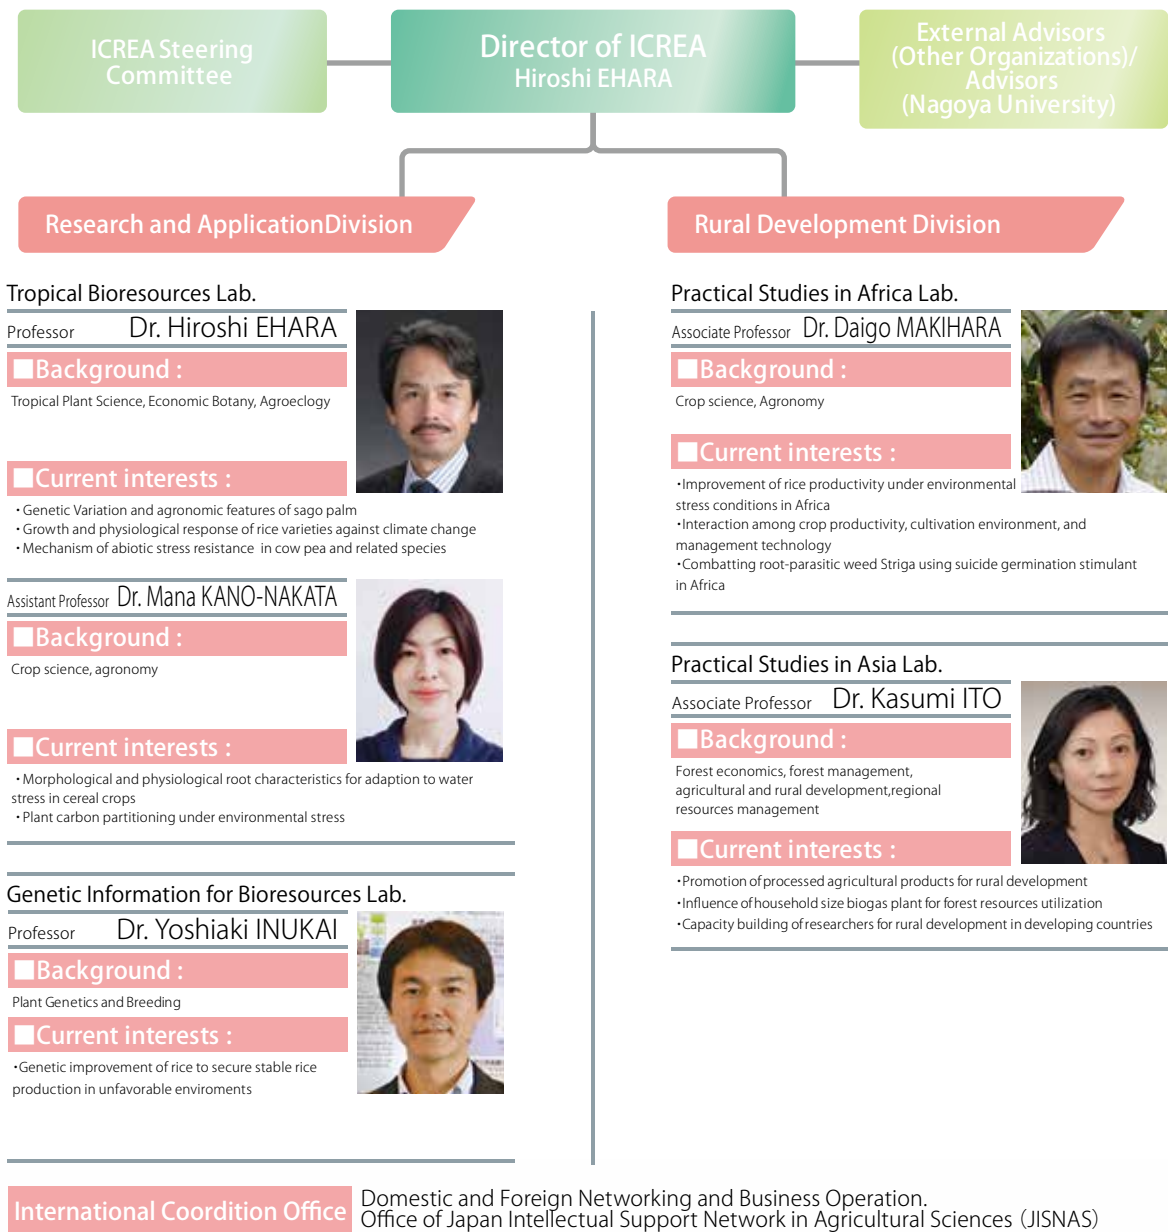 ICREA Steering
Committee
Director of ICREA
Hiroshi EHARA
External Advisors
(Other Organizations)/
Advisors
(Nagoya University)
Research and ApplicationDivision
Tropical Bioresources Lab.
Professor Dr. Hiroshi EHARA
■Background :
Tropical Plant Science, Economic Botany, Agroeclogy
■Current interests :
・Genetic Variation and agronomic features of sago palm
・Growth and physiological response of rice varieties against climate change
・Mechanism of abiotic stress resistance in cow pea and related species
Assistant Professor Dr. Mana KANO-NAKATA
■Background :
Crop science, agronomy
■Current interests :
・Morphological and physiological root characteristics for adaption to water
stress in cereal crops
・Plant carbon partitioning under environmental stress
Genetic Information for Bioresources Lab.
Professor Dr. Yoshiaki INUKAI
■Background :
Plant Genetics and Breeding
■Current interests :
・Genetic improvement of rice to secure stable rice
production in unfavorable enviroments
Rural Development Division
Practical Studies in Africa Lab.
Associate Professor Dr. Daigo MAKIHARA
■Background :
Crop science, Agronomy
■Current interests :
・Improvement of rice productivity under environmental
stress conditions in Africa
・Interaction among crop productivity, cultivation environment, and
management technology
・Combatting root-parasitic weed Striga using suicide germination stimulant
in Africa
Practical Studies in Asia Lab.
Associate Professor Dr. Kasumi ITO
■Background :
Forest economics, forest management,
agricultural and rural development,regional
resources management
■Current interests :
・Promotion of processed agricultural products for rural development
・Influence of household size biogas plant for forest resources utilization
・Capacity building of researchers for rural development in developing countries
International Coordition Office
Domestic and Foreign Networking and Business Operation.
Office of Japan Intellectual Support Network in Agricultural Sciences（JISNAS）